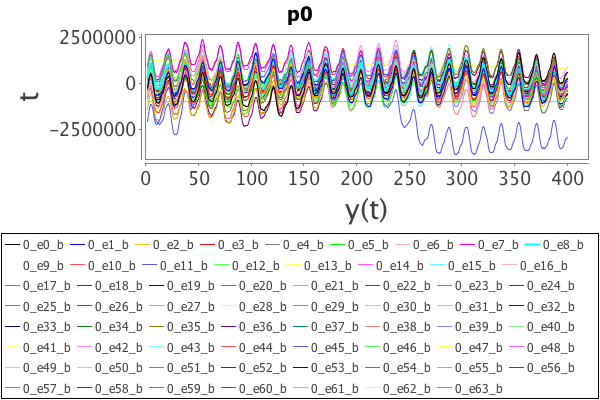 p0
2500000
0
−2500000
t
0 50 100 150 200 250 300 350 400
y(t)
0_e0_b 0_e1_b 0_e2_b 0_e3_b 0_e4_b 0_e5_b 0_e6_b 0_e7_b 0_e8_b
0_e9_b 0_e10_b 0_e11_b 0_e12_b 0_e13_b 0_e14_b 0_e15_b 0_e16_b
0_e17_b 0_e18_b 0_e19_b 0_e20_b 0_e21_b 0_e22_b 0_e23_b 0_e24_b
0_e25_b 0_e26_b 0_e27_b 0_e28_b 0_e29_b 0_e30_b 0_e31_b 0_e32_b
0_e33_b 0_e34_b 0_e35_b 0_e36_b 0_e37_b 0_e38_b 0_e39_b 0_e40_b
0_e41_b 0_e42_b 0_e43_b 0_e44_b 0_e45_b 0_e46_b 0_e47_b 0_e48_b
0_e49_b 0_e50_b 0_e51_b 0_e52_b 0_e53_b 0_e54_b 0_e55_b 0_e56_b
0_e57_b 0_e58_b 0_e59_b 0_e60_b 0_e61_b 0_e62_b 0_e63_b